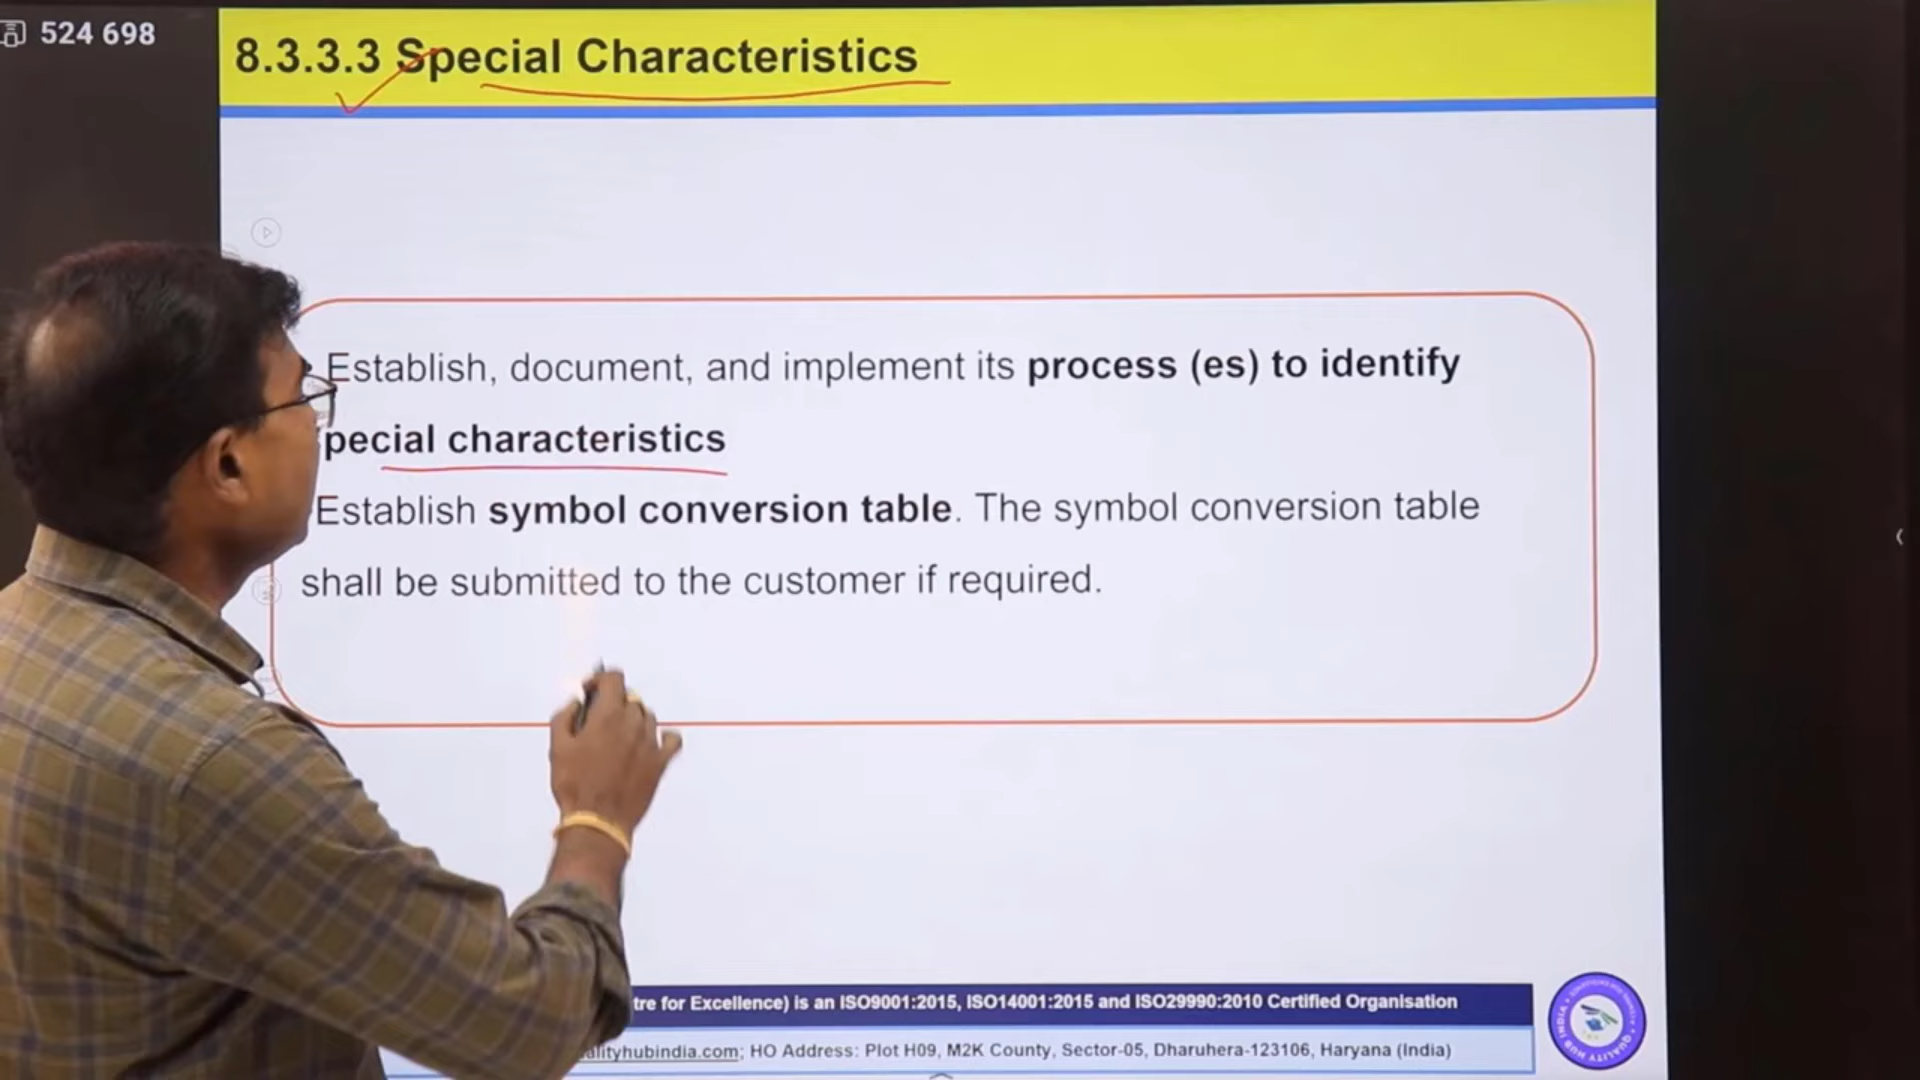 524 698
8.3.3.3 Special Characteristics
Establish, document, and implement its process (es) to identify
pecial characteristics
Establish symbol conversion table. The symbol conversion table
shall be submitted to the customer if required.
tre for Excellence) is an ISO9001:2015, ISO14001:2015 and ISO29990:2010 Certified Organisation
alityhubindia.com; HO Address: Plot H09, M2K County, Sector-05, Dharuhera-123106, Haryana (India)
QUALITY HUB INDIA